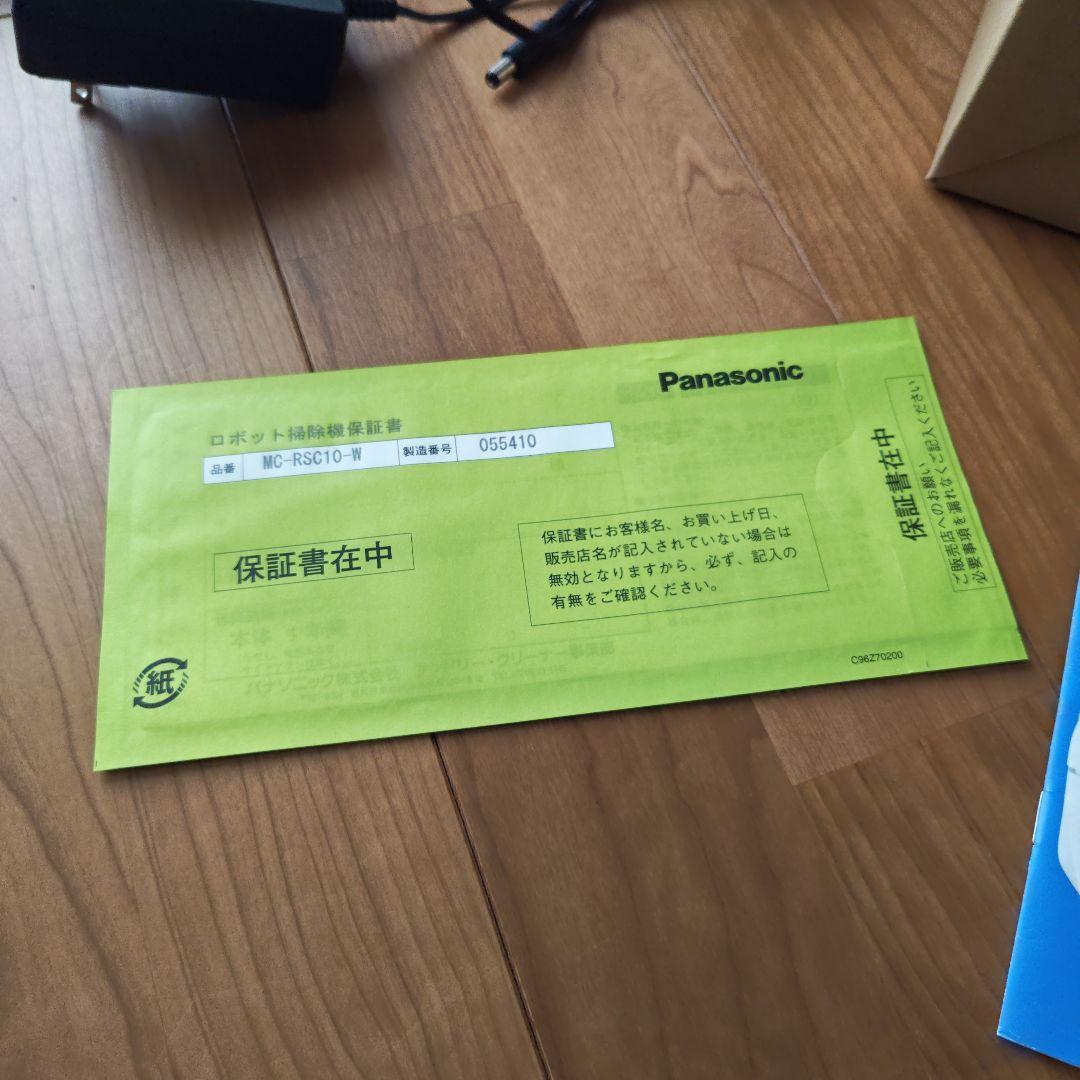 Panasonic
ロボット掃除機保証書
品番 MC-RSC10-W 製造番号 055410
保証書在中
保証書にお客様名、お買い上げ日、
販売店名が記入されていない場合は
無効となりますから、必ず、記入の
有無をご確認ください。
紙
C96Z70200
保証書在中
ご販売店へのお願い
必要事項を漏れなくご記入ください